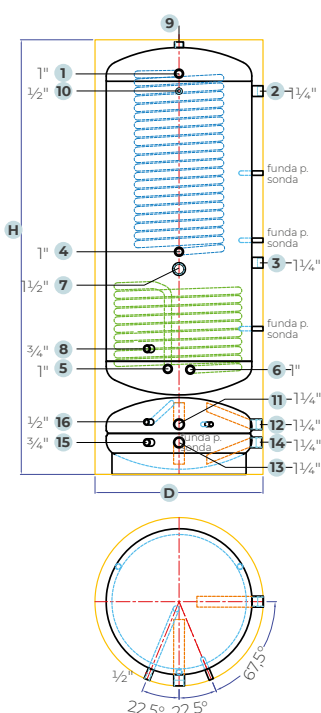 9
1" 1
½" 10
2 1¼"
funda p.
sonda
H
funda p.
sonda
1" 4
3 1¼"
1½" 7
funda p.
sonda
¾" 8
1" 5
6 1"
11 1¼"
½" 16
12 1¼"
funda p.
sonda
¾" 15
14 1¼"
13 1¼"
D
½"
67,5°
22,5° 22,5°